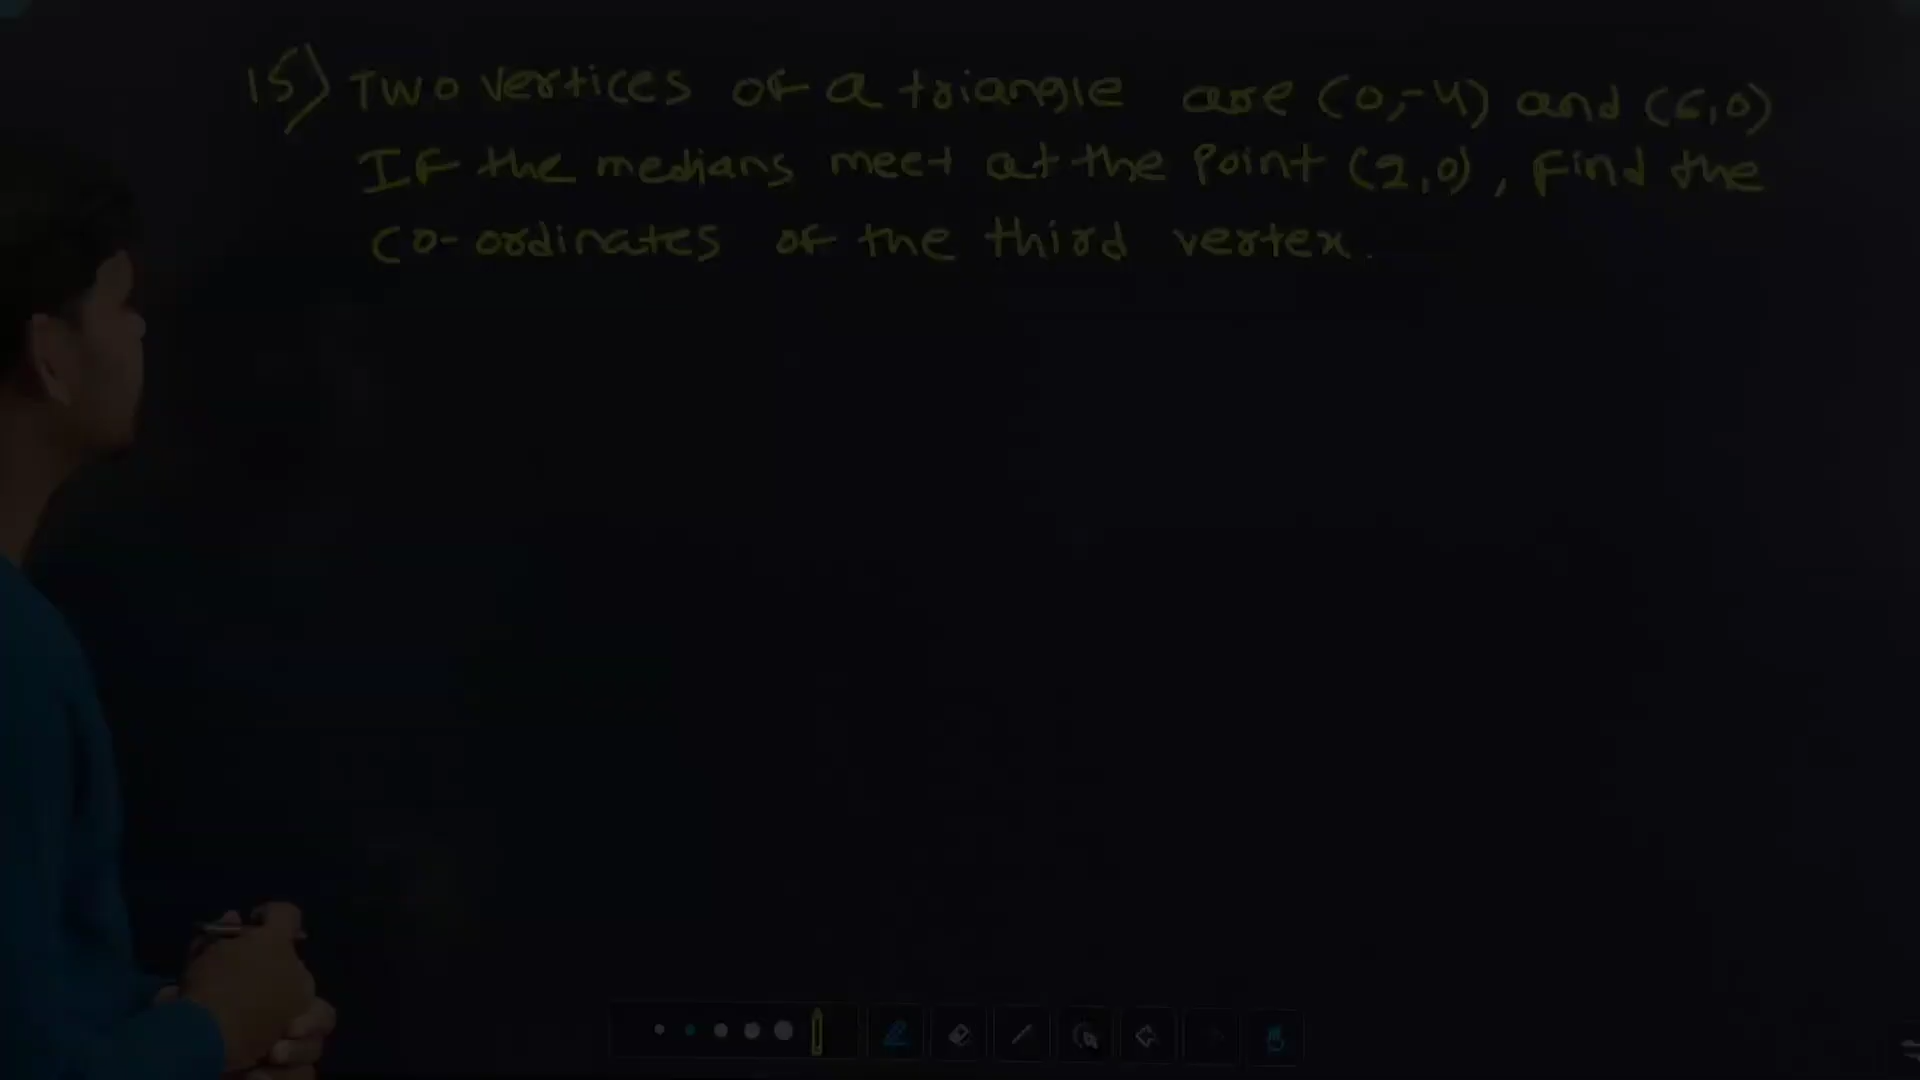 15) Two vertices of a triangle are (0,-4) and (6,0)
If the medians meet at the point (2,0), Find the
co-ordinates of the third vertex.